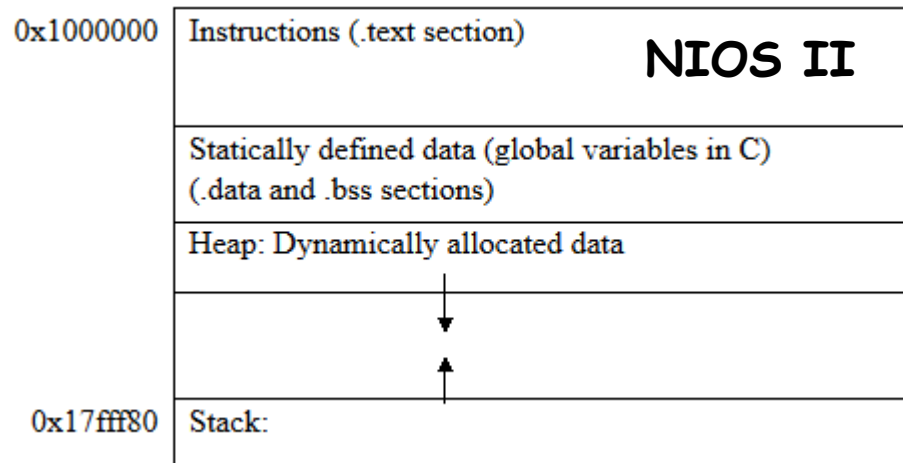 0x1000000
Instructions (.text section)
NIOS II
Statically defined data (global variables in C)
(.data and .bss sections)
Heap: Dynamically allocated data
0x17fff80
Stack: